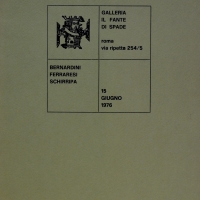 GALLERIA
IL FANTE
DI SPADE
roma
via ripetta 254/5
BERNARDINI
FERRARESI
SCHIRRIPA
15
GIUGNO
1976